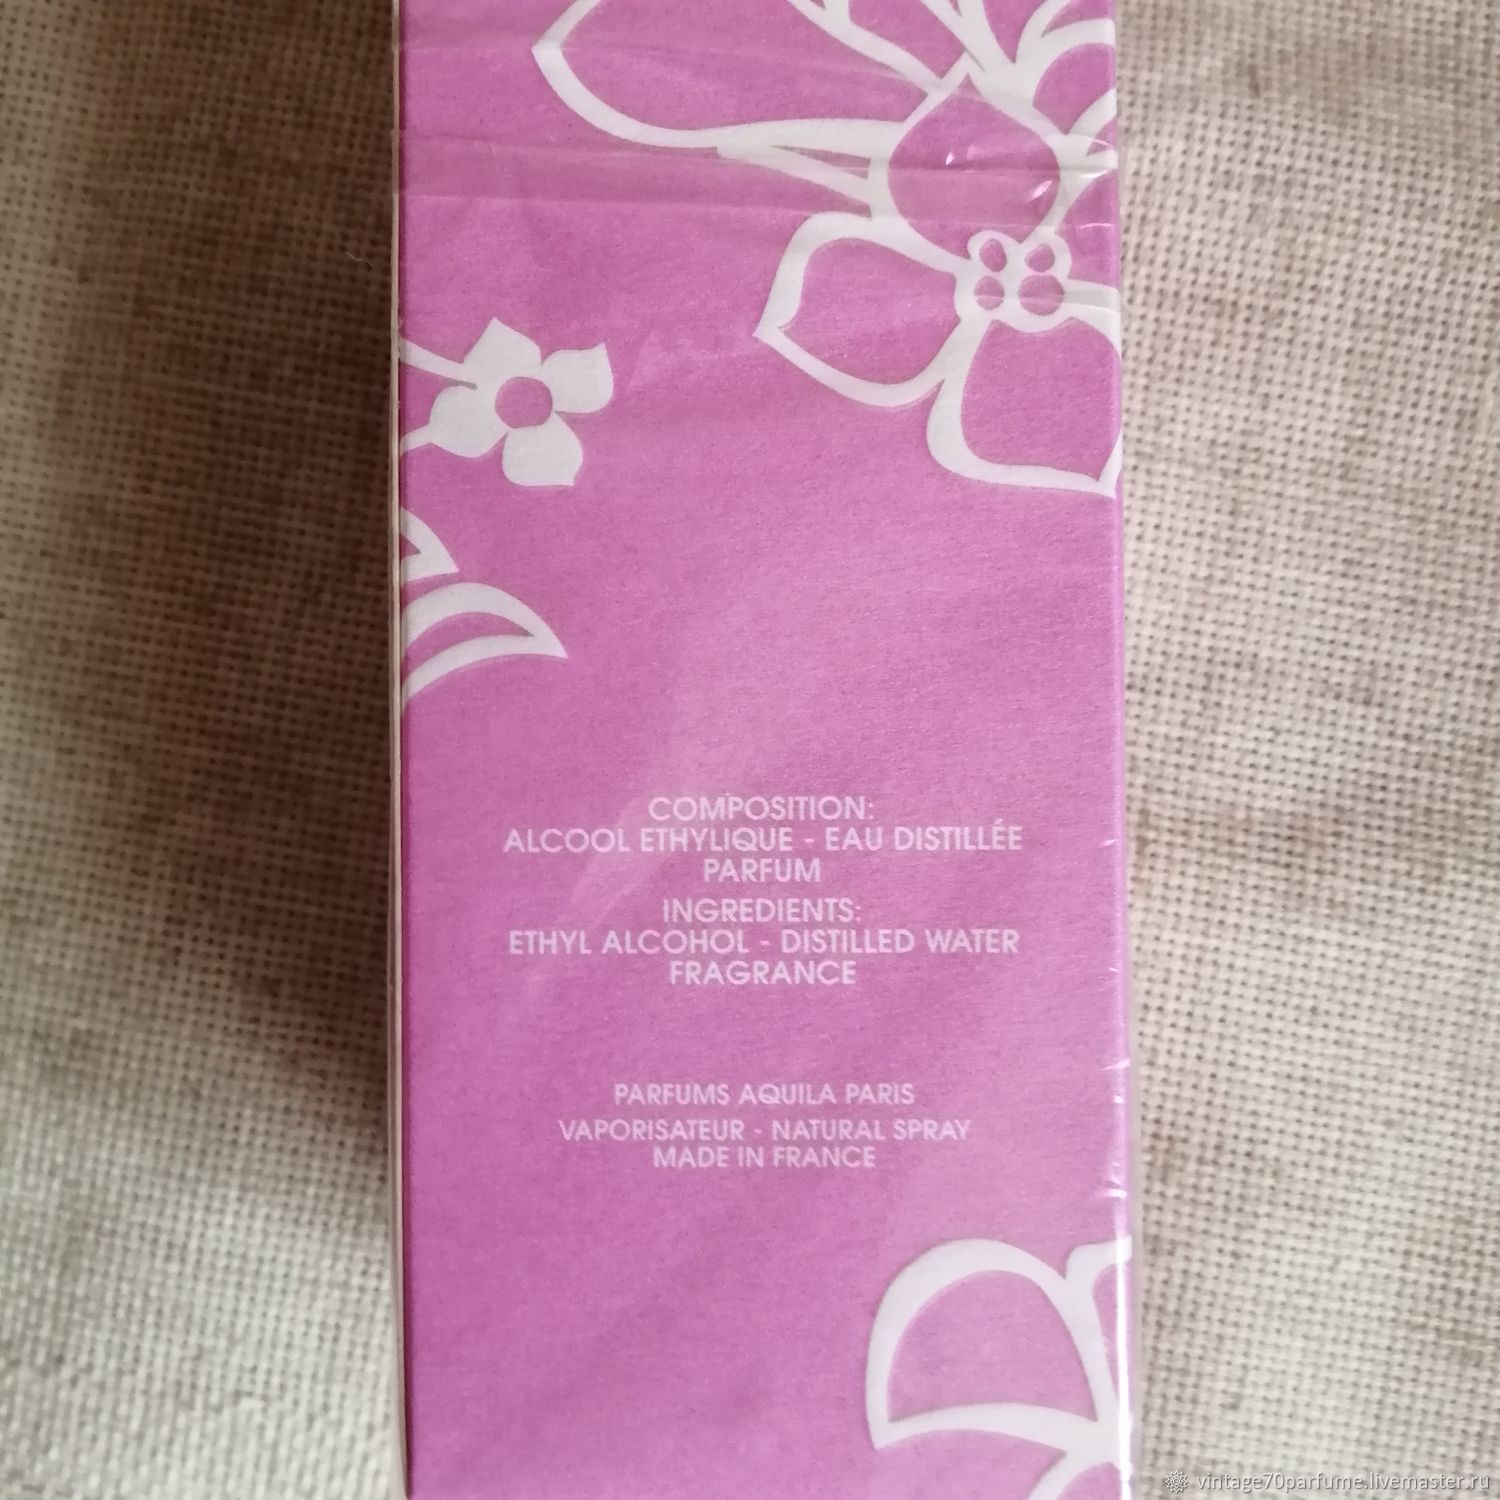 COMPOSITION:
ALCOOL ETHYLIQUE - EAU DISTILLÉE
PARFUM
INGREDIENTS:
ETHYL ALCOHOL - DISTILLED WATER
FRAGRANCE
PARFUMS AQUILA PARIS
VAPORISATEUR - NATURAL SPRAY
MADE IN FRANCE
vintage70parfume.livemaster.ru